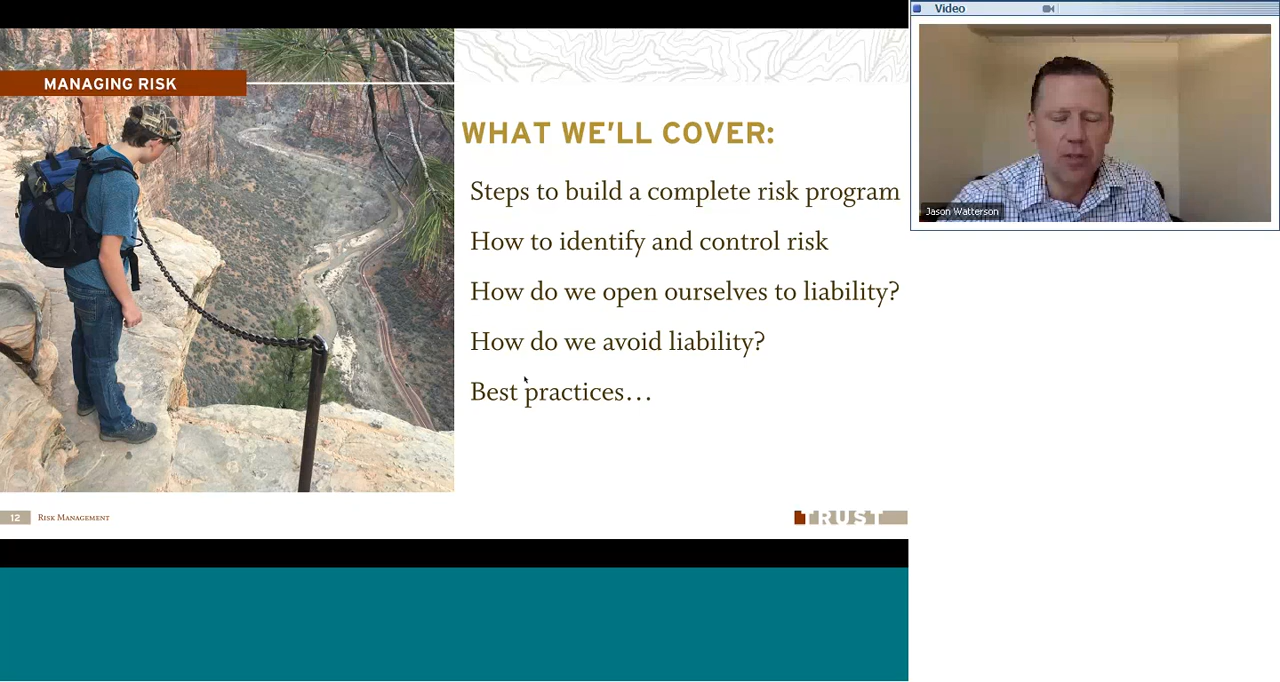 Video
MANAGING RISK
WHAT WE'LL COVER:
Steps to build a complete risk program
How to identify and control risk
How do we open ourselves to liability?
How do we avoid liability?
Best practices…
Jason Watterson
12
Risk Management
TRUST